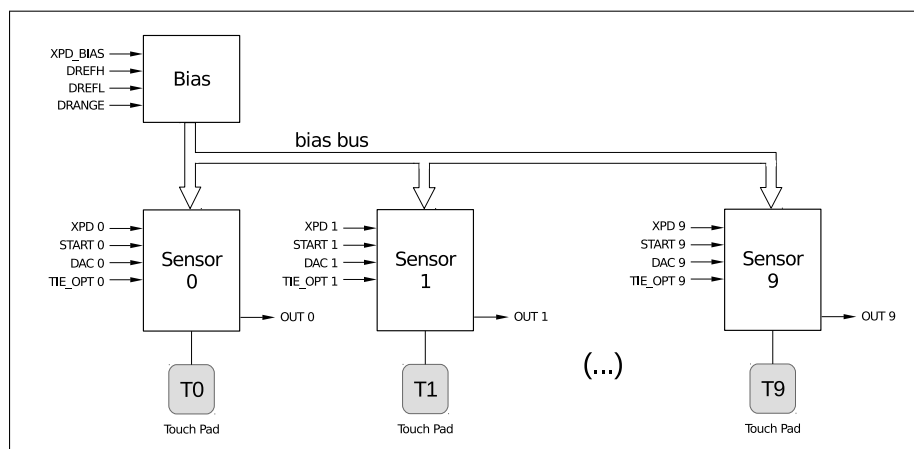 XPD_BIAS
DREFH
DREFL
DRANGE
Bias
bias bus
XPD 0
START 0
DAC 0
TIE_OPT 0
Sensor
0
OUT 0
XPD 1
START 1
DAC 1
TIE_OPT 1
Sensor
1
OUT 1
XPD 9
START 9
DAC 9
TIE_OPT 9
Sensor
9
OUT 9
(...)
T0
Touch Pad
T1
Touch Pad
T9
Touch Pad